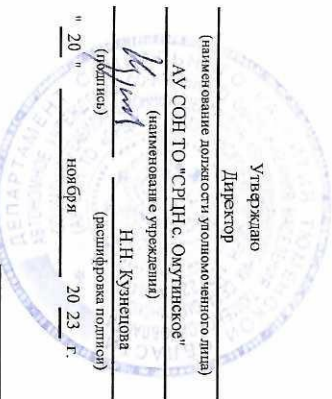 Утверждаю
Директор
(наименование должности уполномоченного лица)
АУ СОН ТО "СРЦН с. Омутинское"
(наименование учреждения)
Н.Н. Кузнецова
(подпись) (расшифровка подписи)
" 20 " ноября 20 23 г.